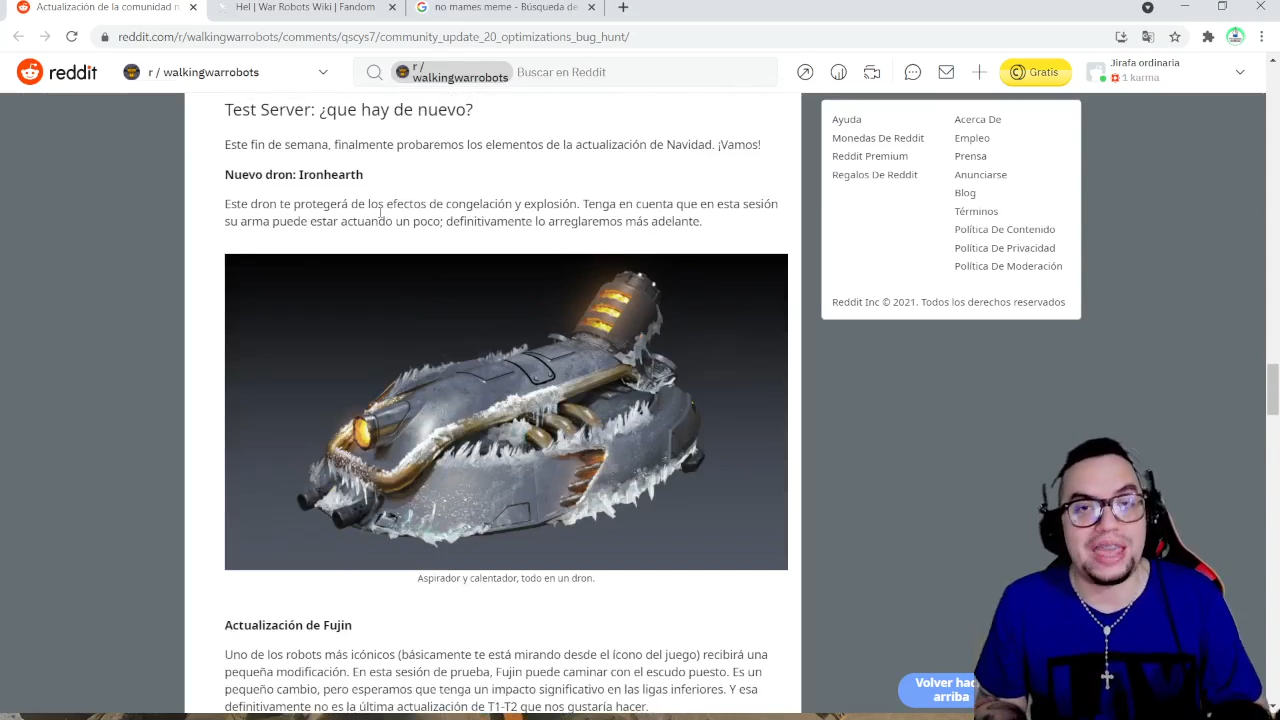 Actualización de la comunidad n
Hel | War Robots Wiki | Fandom
no mames meme - Búsqueda de
reddit.com/r/walkingwarrobots/comments/qscys7/community_update_20_optimizations_bug_hunt/
reddit
r / walkingwarrobots
r /
walkingwarrobots
Buscar en Reddit
Gratis
Jirafa ordinaria
1 karma
Test Server: ¿que hay de nuevo?
Este fin de semana, finalmente probaremos los elementos de la actualización de Navidad. ¡Vamos!
Nuevo dron: Ironhearth
Este dron te protegerá de los efectos de congelación y explosión. Tenga en cuenta que en esta sesión
su arma puede estar actuando un poco; definitivamente lo arreglaremos más adelante.
Aspirador y calentador, todo en un dron.
Actualización de Fujin
Uno de los robots más icónicos (básicamente te está mirando desde el ícono del juego) recibirá una
pequeña modificación. En esta sesión de prueba, Fujin puede caminar con el escudo puesto. Es un
pequeño cambio, pero esperamos que tenga un impacto significativo en las ligas inferiores. Y esa
definitivamente no es la última actualización de T1-T2 que nos gustaría hacer.
Ayuda
Monedas De Reddit
Reddit Premium
Regalos De Reddit
Acerca De
Empleo
Prensa
Anunciarse
Blog
Términos
Política De Contenido
Política De Privacidad
Política De Moderación
Reddit Inc © 2021. Todos los derechos reservados
Volver hac
arriba